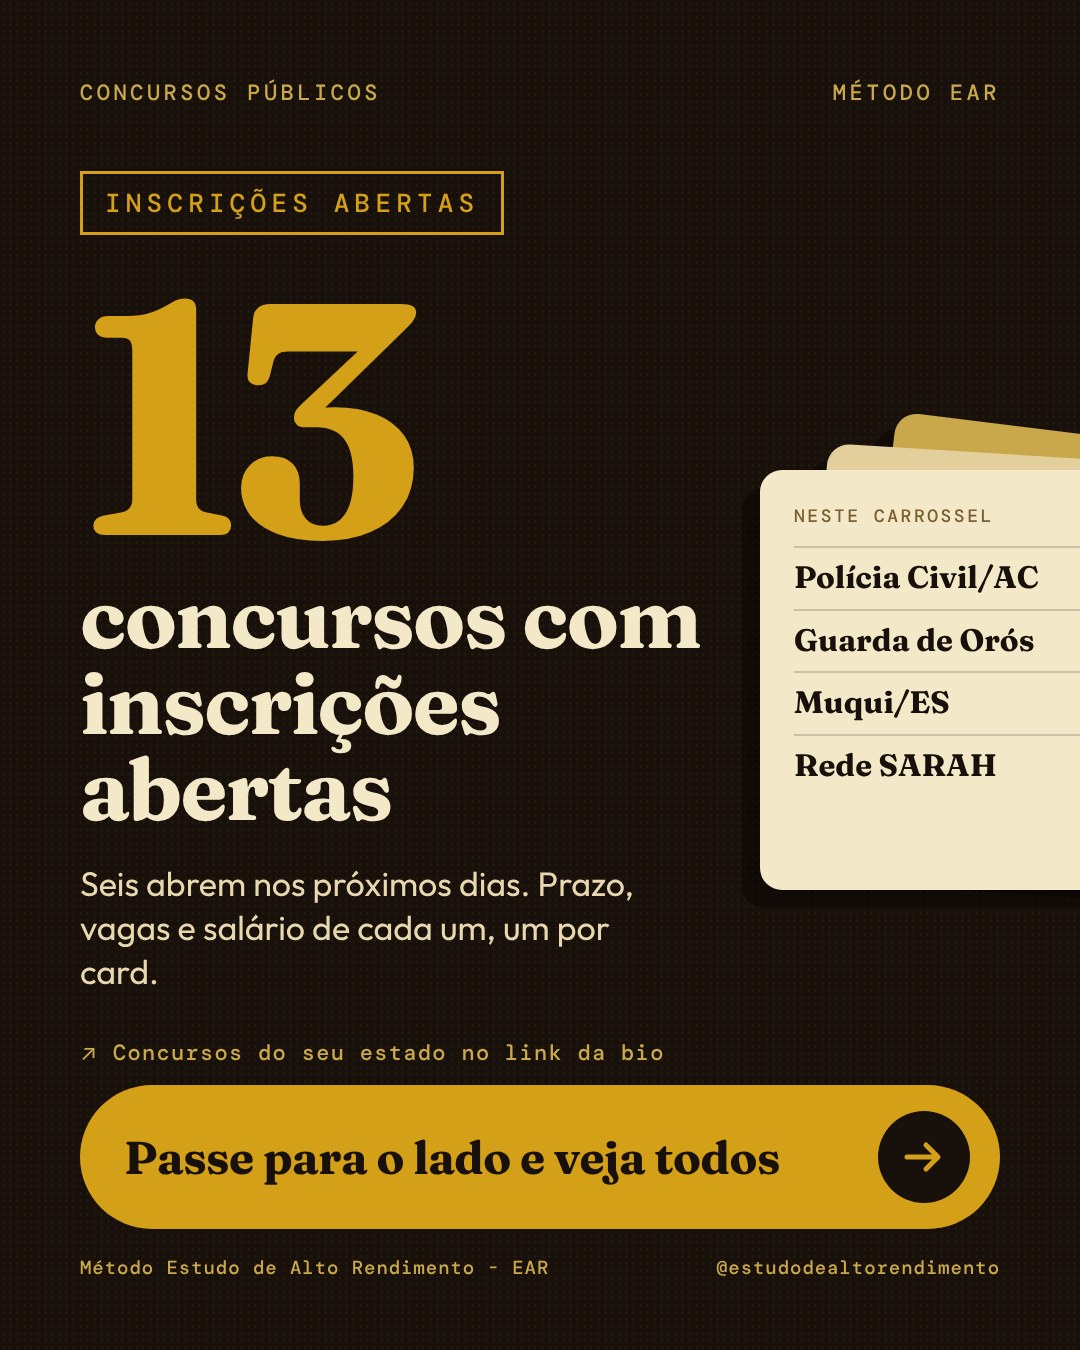 CONCURSOS PÚBLICOS
MÉTODO EAR
INSCRIÇÕES ABERTAS
13
concursos com
inscrições
abertas
Seis abrem nos próximos dias. Prazo,
vagas e salário de cada um, um por
card.
NESTE CARROSSEL
Polícia Civil/AC
Guarda de Orós
Muqui/ES
Rede SARAH
↗ Concursos do seu estado no link da bio
Passe para o lado e veja todos
Método Estudo de Alto Rendimento - EAR
@estudodealtorendimento